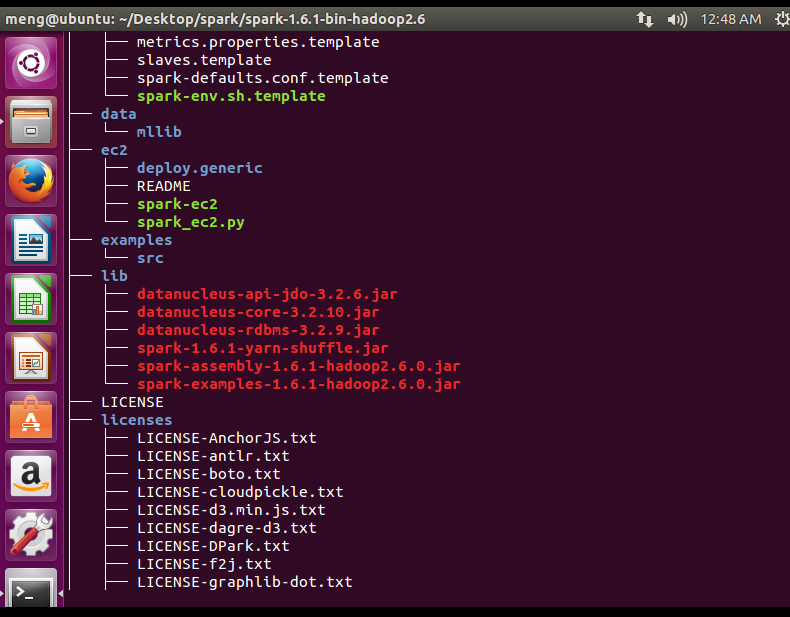 meng@ubuntu: ~/Desktop/spark/spark-1.6.1-bin-hadoop2.6 12:48 AM
metrics.properties.template
slaves.template
spark-defaults.conf.template
spark-env.sh.template
data
mllib
ec2
deploy.generic
README
spark-ec2
spark_ec2.py
examples
src
lib
datanucleus-api-jdo-3.2.6.jar
datanucleus-core-3.2.10.jar
datanucleus-rdbms-3.2.9.jar
spark-1.6.1-yarn-shuffle.jar
spark-assembly-1.6.1-hadoop2.6.0.jar
spark-examples-1.6.1-hadoop2.6.0.jar
LICENSE
licenses
LICENSE-AnchorJS.txt
LICENSE-antlr.txt
LICENSE-boto.txt
LICENSE-cloudpickle.txt
LICENSE-d3.min.js.txt
LICENSE-dagre-d3.txt
LICENSE-DPark.txt
LICENSE-f2j.txt
LICENSE-graphlib-dot.txt